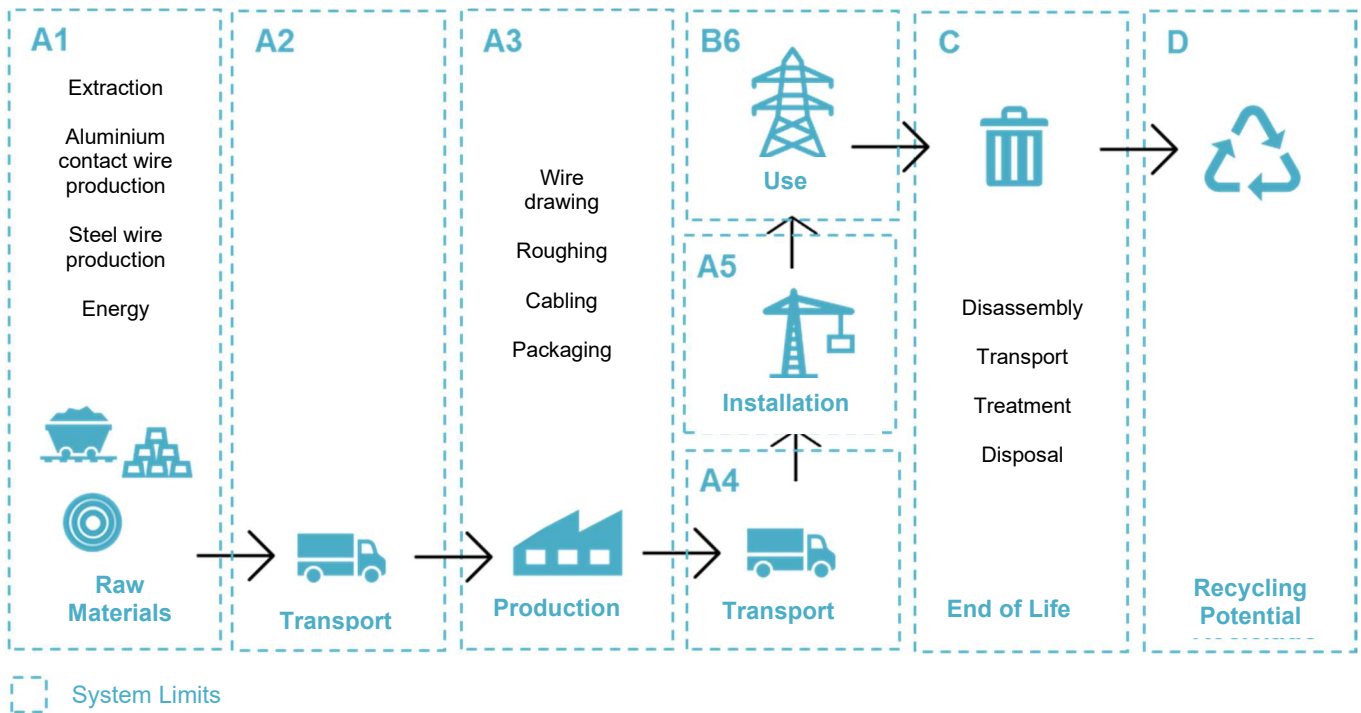 A1
Extraction
Aluminium
contact wire
production
Steel wire
production
Energy
Raw
Materials
A2
Transport
A3
Wire
drawing
Roughing
Cabling
Packaging
Production
A4
Transport
A5
Installation
B6
Use
C
Disassembly
Transport
Treatment
Disposal
End of Life
D
Recycling
Potential
System Limits